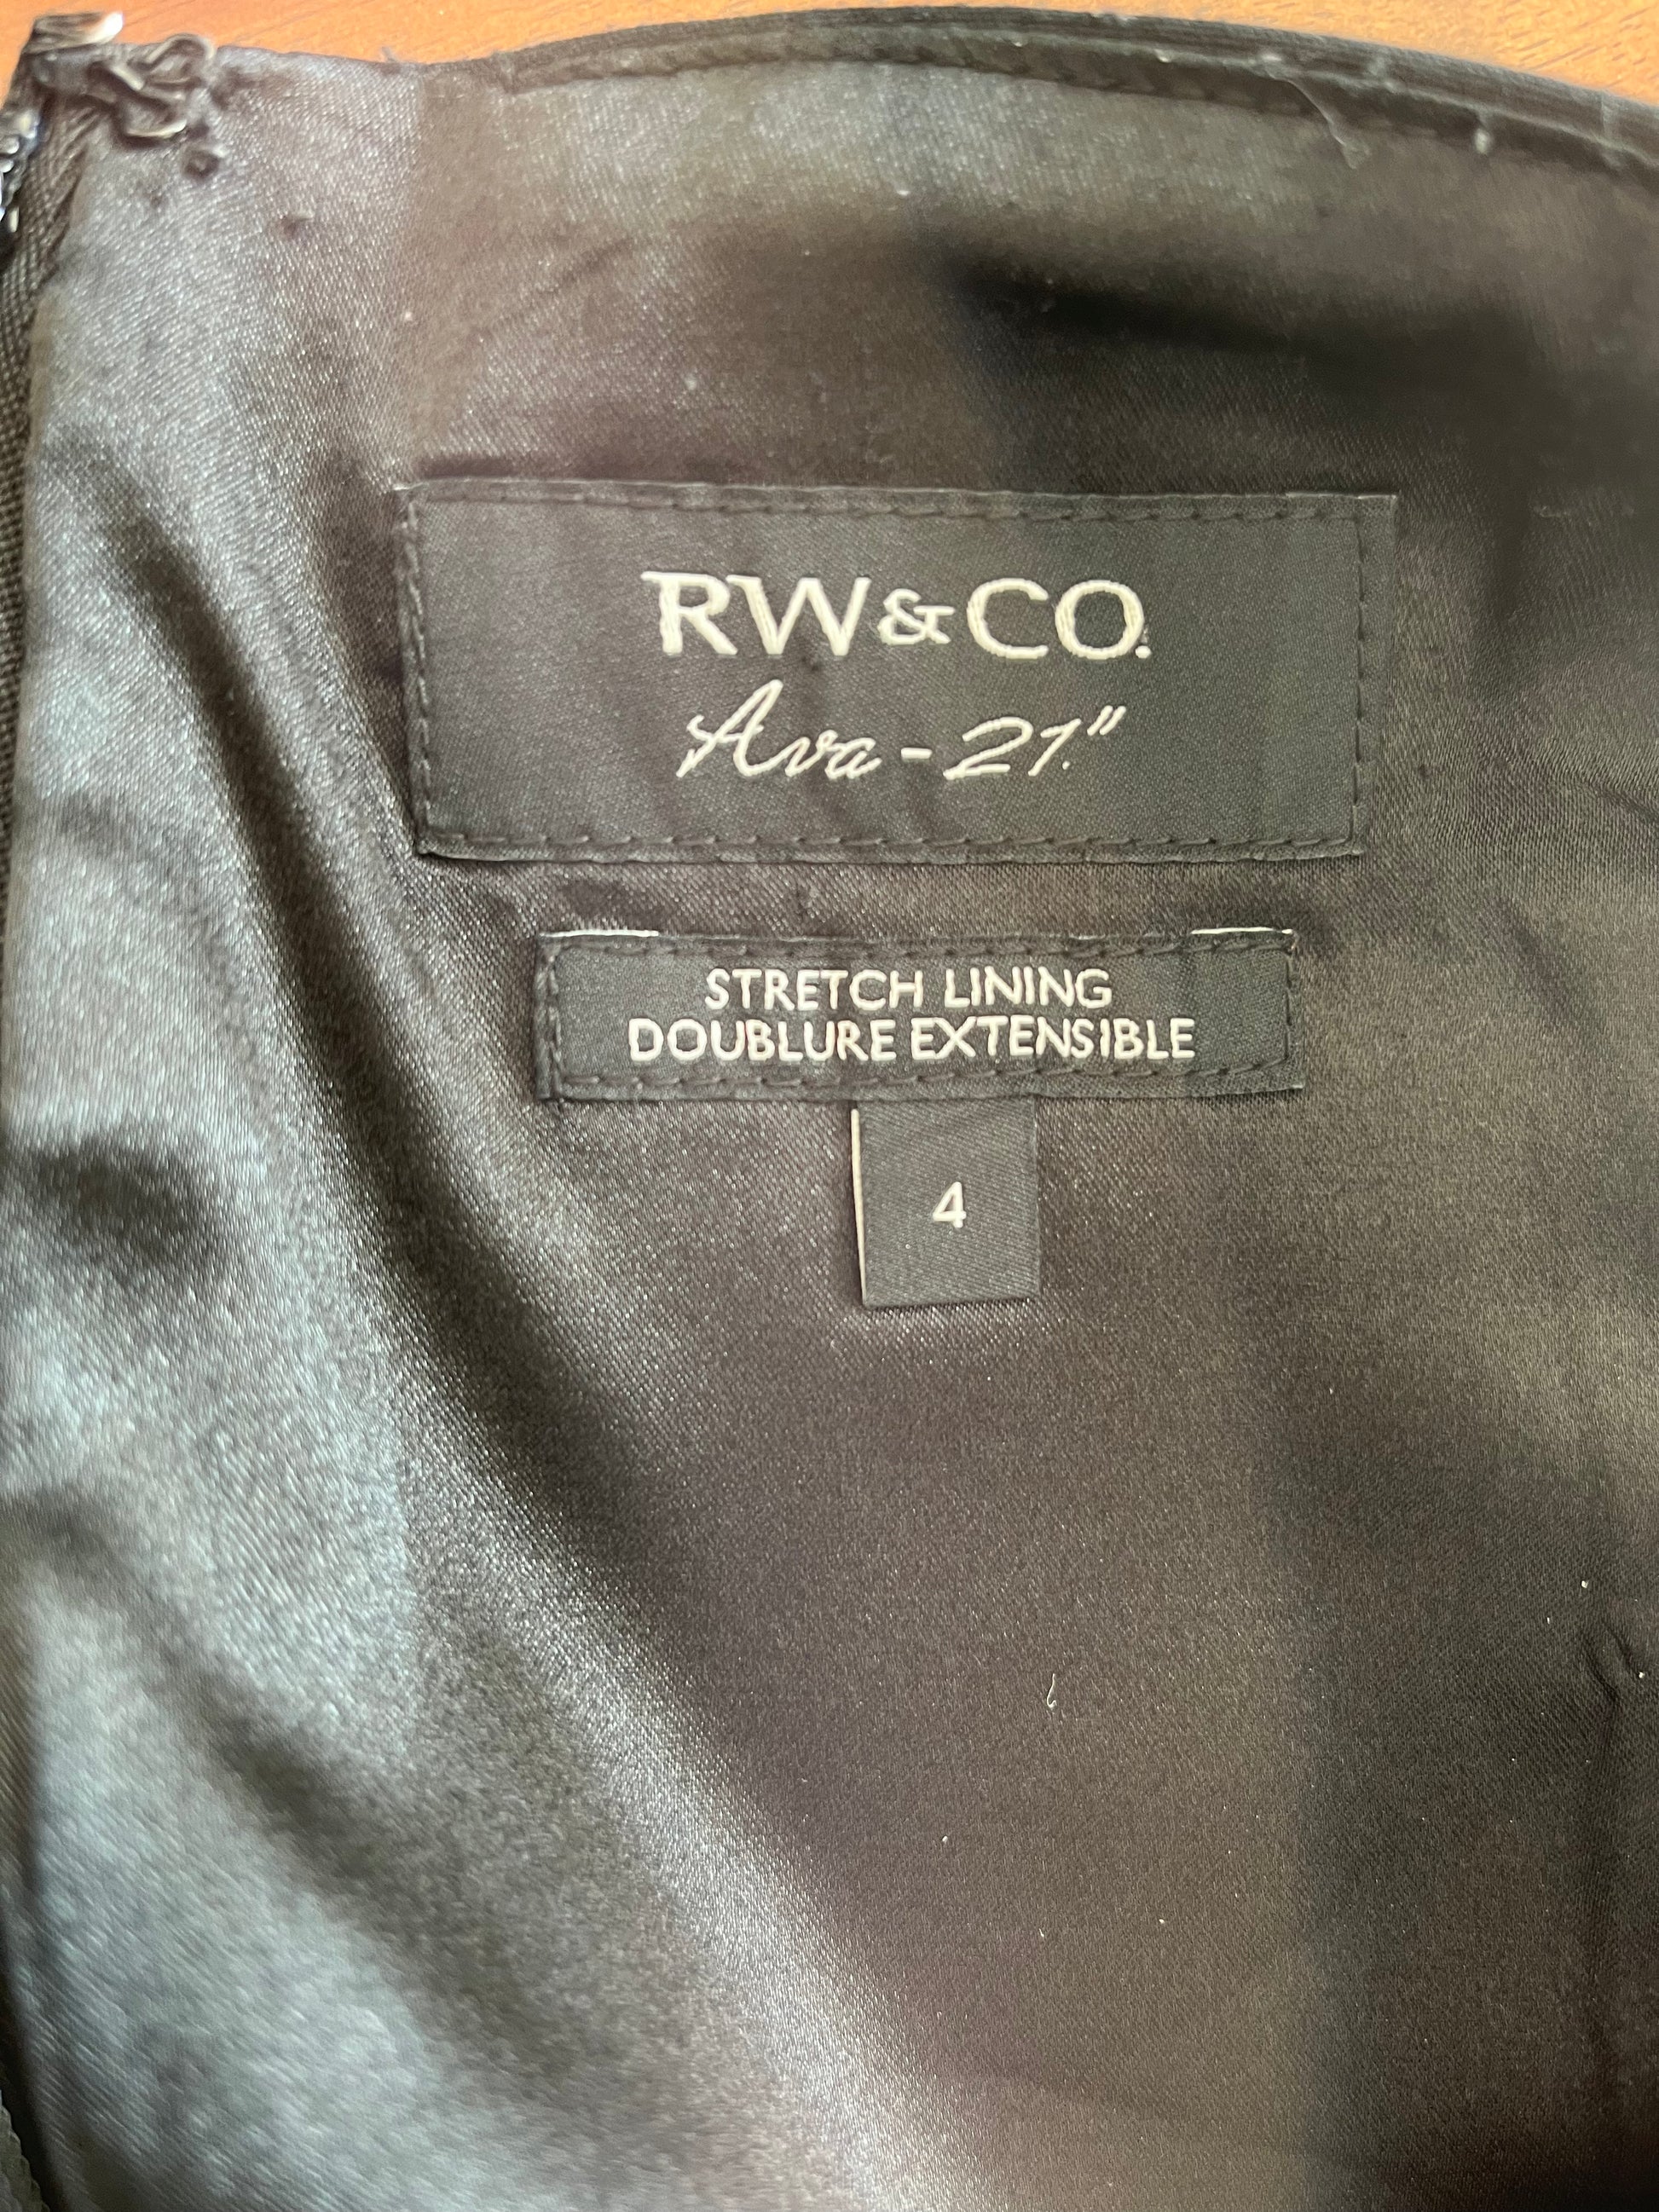 RW&CO.
Ava - 21."
STRETCH LINING
DOUBLURE EXTENSIBLE
4